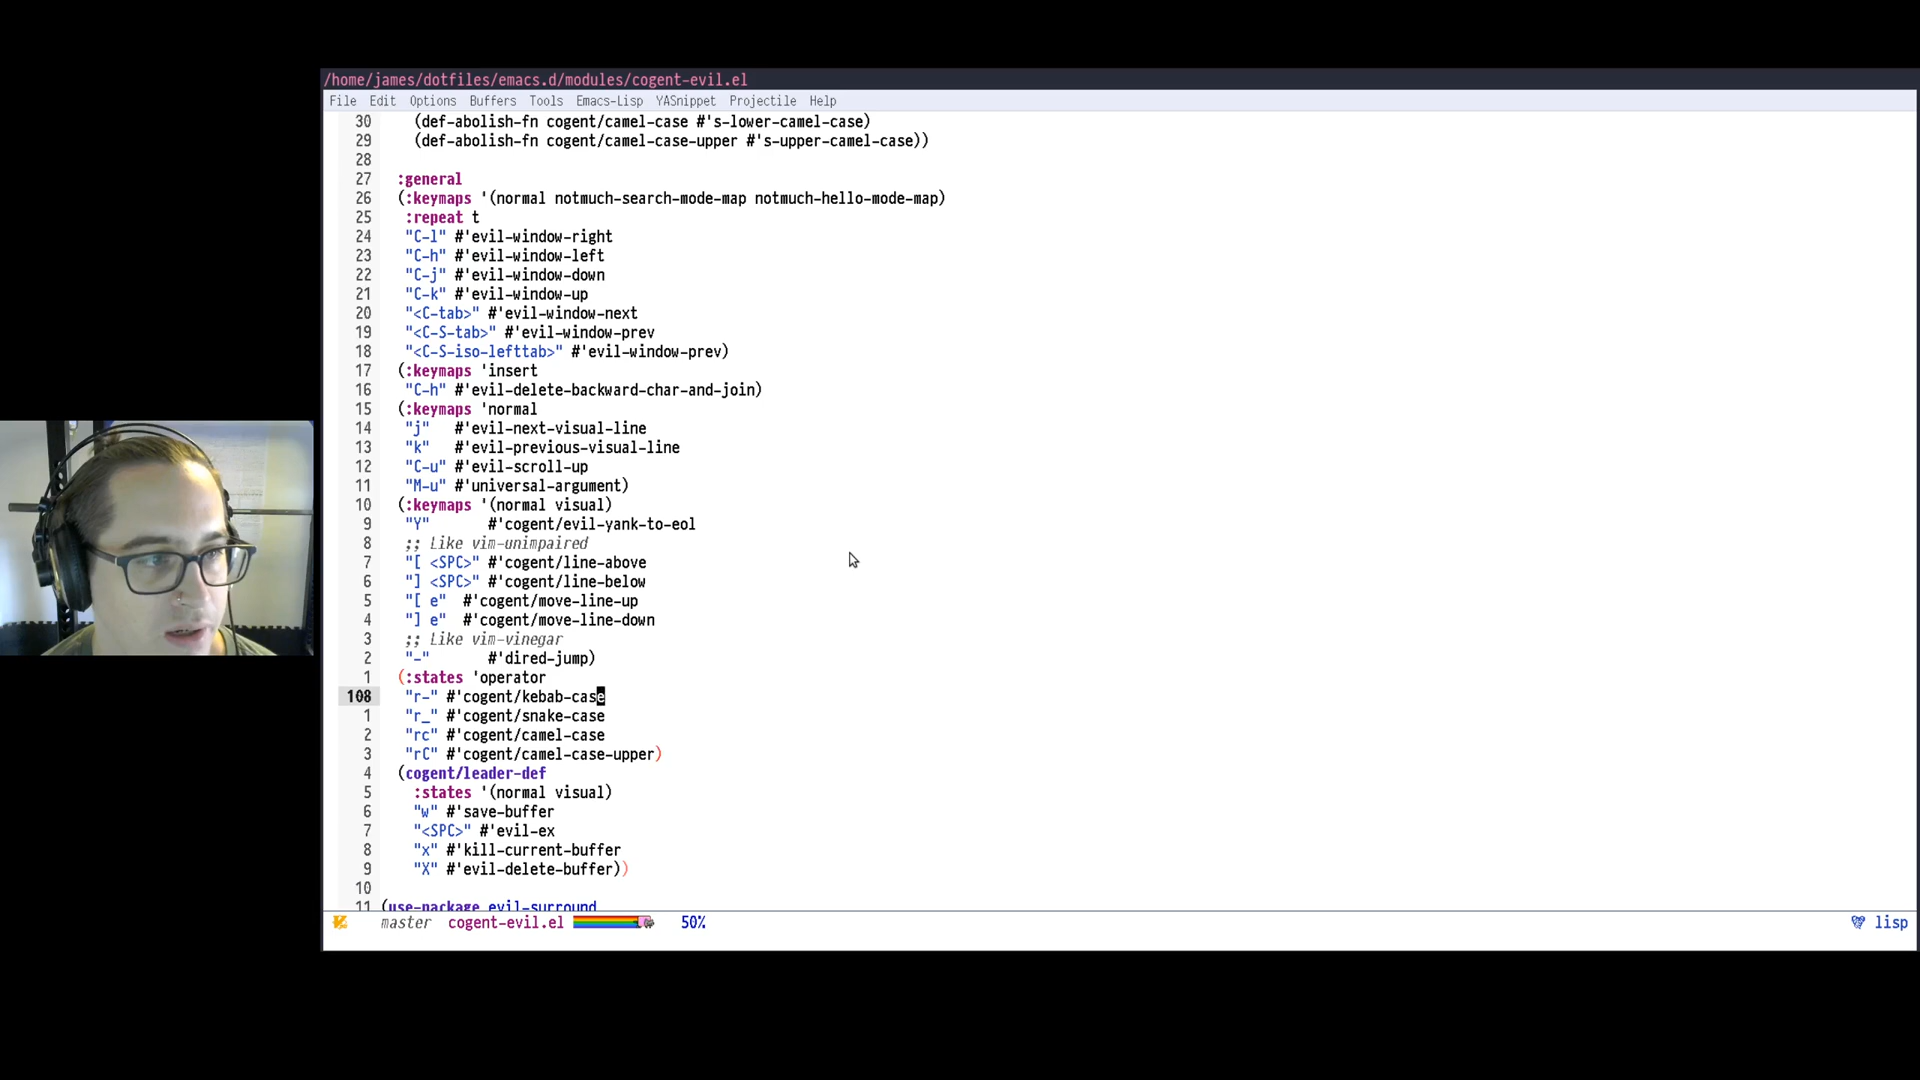 /home/james/dotfiles/emacs.d/modules/cogent-evil.el
File Edit Options Buffers Tools Emacs-Lisp YASnippet Projectile Help
30 (def-abolish-fn cogent/camel-case #'s-lower-camel-case)
29 (def-abolish-fn cogent/camel-case-upper #'s-upper-camel-case))
28
27 :general
26 (:keymaps '(normal notmuch-search-mode-map notmuch-hello-mode-map)
25 :repeat t
24 "C-l" #'evil-window-right
23 "C-h" #'evil-window-left
22 "C-j" #'evil-window-down
21 "C-k" #'evil-window-up
20 "<C-tab>" #'evil-window-next
19 "<C-S-tab>" #'evil-window-prev
18 "<C-S-iso-lefttab>" #'evil-window-prev)
17 (:keymaps 'insert
16 "C-h" #'evil-delete-backward-char-and-join)
15 (:keymaps 'normal
14 "j" #'evil-next-visual-line
13 "k" #'evil-previous-visual-line
12 "C-u" #'evil-scroll-up
11 "M-u" #'universal-argument)
10 (:keymaps '(normal visual)
9 "Y" #'cogent/evil-yank-to-eol
8 ;; Like vim-unimpaired
7 "[ <SPC>" #'cogent/line-above
6 "] <SPC>" #'cogent/line-below
5 "[ e" #'cogent/move-line-up
4 "] e" #'cogent/move-line-down
3 ;; Like vim-vinegar
2 "-" #'dired-jump)
1 (:states 'operator
108 "r-" #'cogent/kebab-case
1 "r_" #'cogent/snake-case
2 "rc" #'cogent/camel-case
3 "rC" #'cogent/camel-case-upper)
4 (cogent/leader-def
5 :states '(normal visual)
6 "w" #'save-buffer
7 "<SPC>" #'evil-ex
8 "x" #'kill-current-buffer
9 "X" #'evil-delete-buffer))
10
11 (use-package evil-surround
master cogent-evil.el 50% lisp